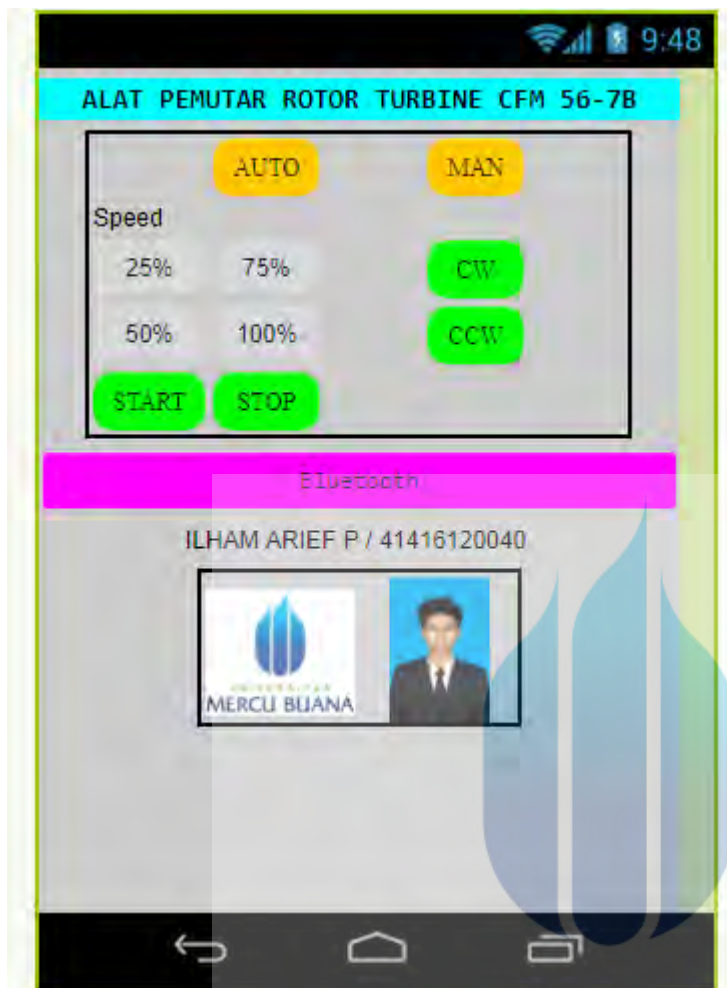 9:48
ALAT PEMUTAR ROTOR TURBINE CFM 56-7B
AUTO MAN
Speed
25% 75% CW
50% 100% CCW
START STOP
Bluetooth
ILHAM ARIEF P / 41416120040
UNIVERSITAS
MERCU BUANA